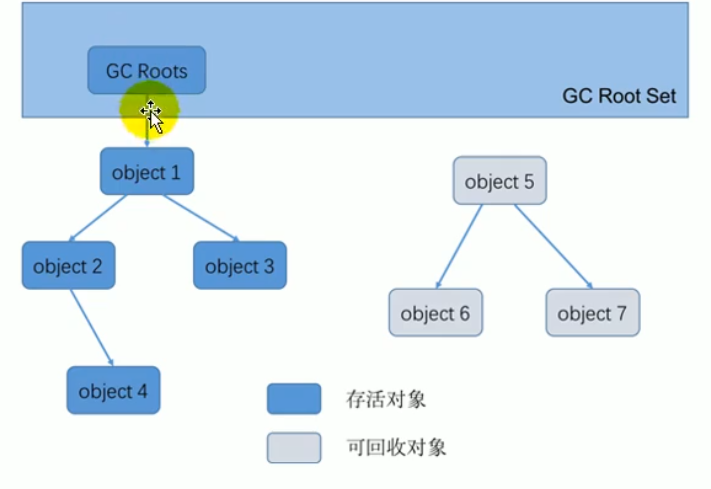 GC Roots
GC Root Set
object 1
object 5
object 2
object 3
object 6
object 7
object 4
存活对象
可回收对象